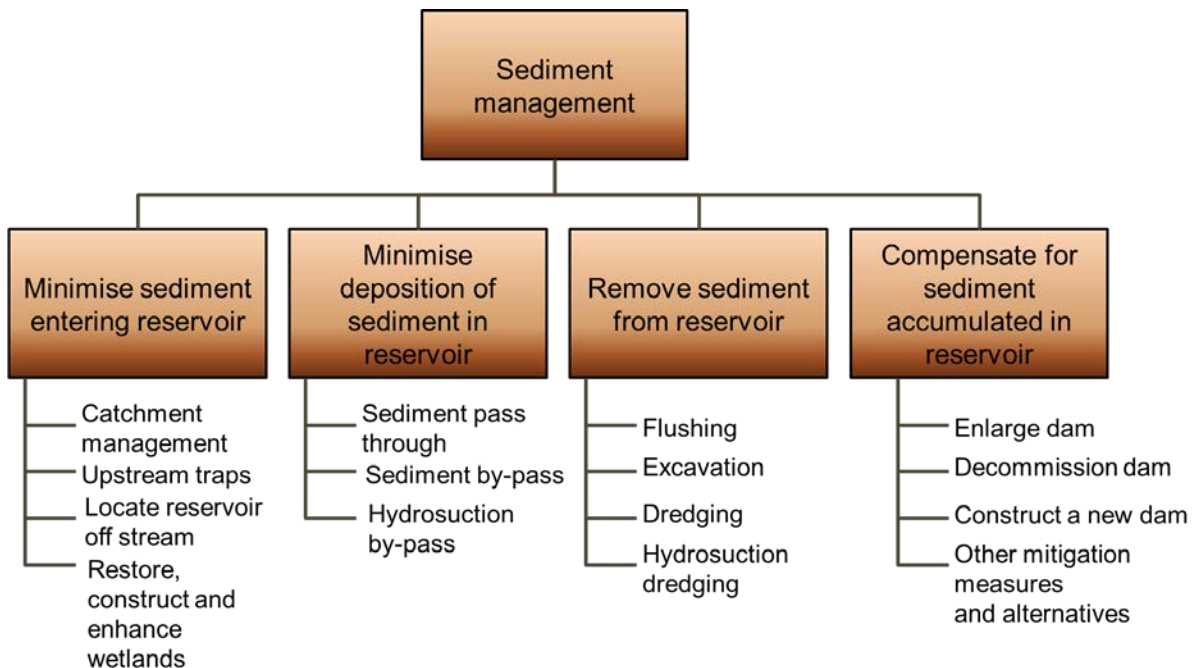 Sediment
management
Minimise sediment
entering reservoir
Catchment
management
Upstream traps
Locate reservoir
off stream
Restore,
construct and
enhance
wetlands
Minimise
deposition of
sediment in
reservoir
Sediment pass
through
Sediment by-pass
Hydrosuction
by-pass
Remove sediment
from reservoir
Flushing
Excavation
Dredging
Hydrosuction
dredging
Compensate for
sediment
accumulated in
reservoir
Enlarge dam
Decommission dam
Construct a new dam
Other mitigation
measures
and alternatives